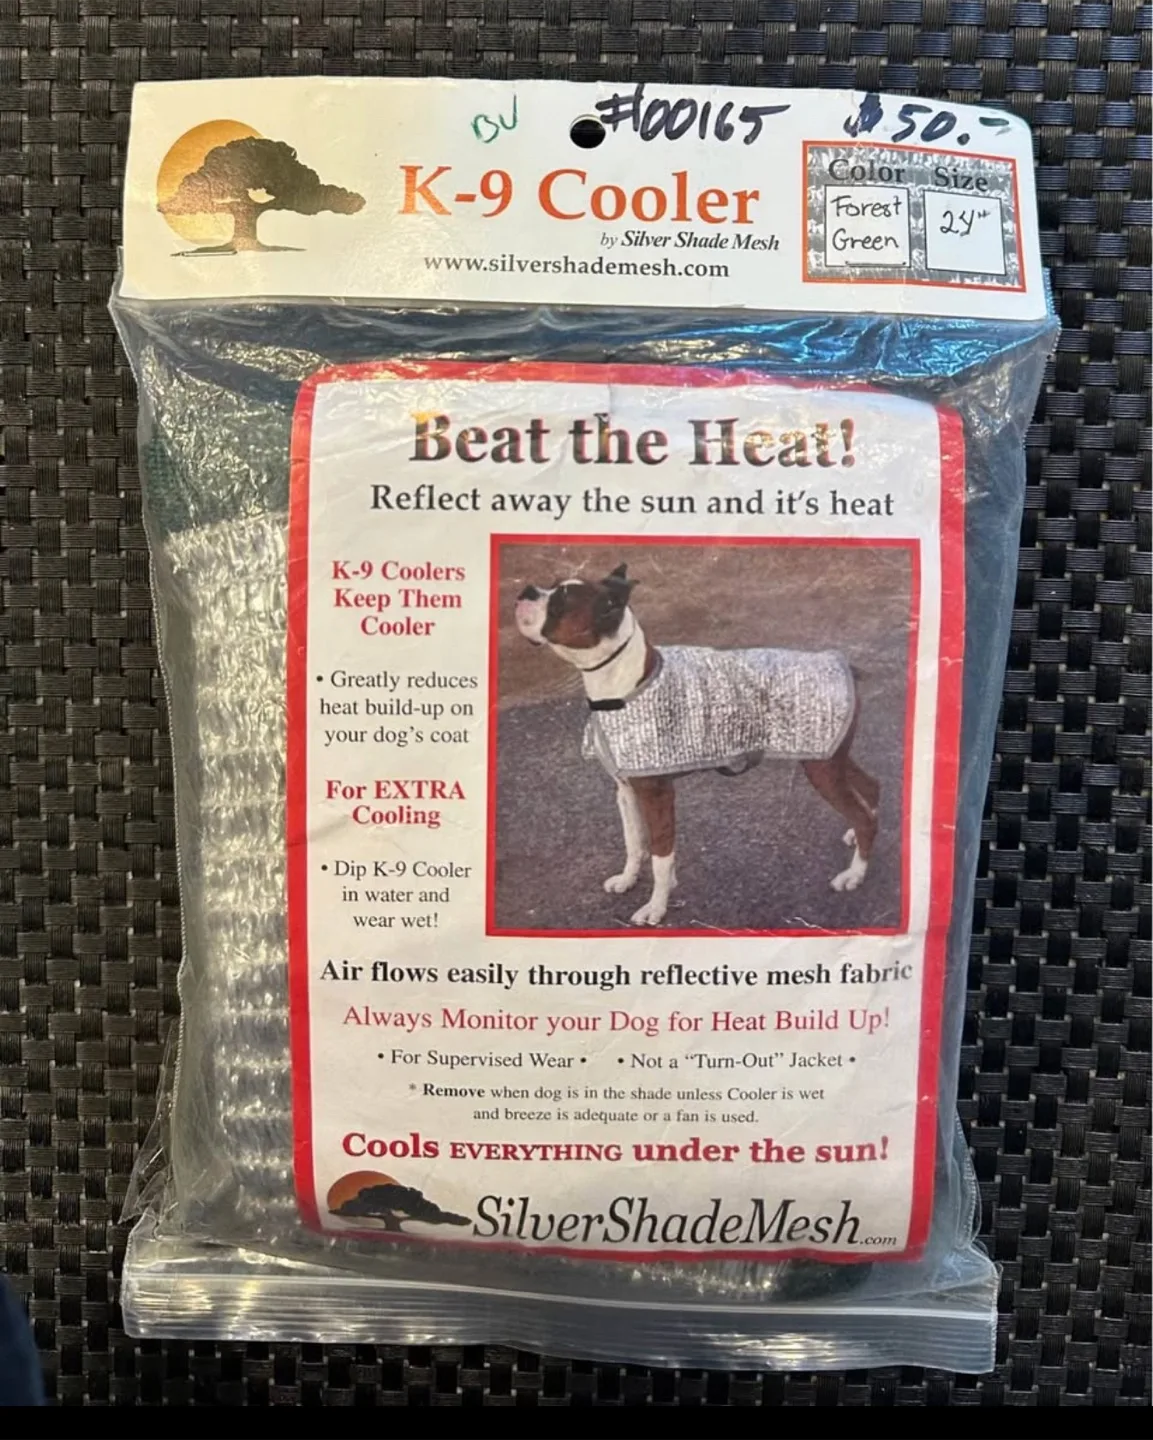 BU #00165 $50.-
K-9 Cooler
by Silver Shade Mesh
www.silvershademesh.com
Color Size
Forest
Green
24"
Beat the Heat!
Reflect away the sun and it's heat
K-9 Coolers
Keep Them
Cooler
• Greatly reduces
heat build-up on
your dog's coat
For EXTRA
Cooling
• Dip K-9 Cooler
in water and
wear wet!
Air flows easily through reflective mesh fabric
Always Monitor your Dog for Heat Build Up!
• For Supervised Wear • • Not a "Turn-Out" Jacket •
* Remove when dog is in the shade unless Cooler is wet
and breeze is adequate or a fan is used.
Cools EVERYTHING under the sun!
SilverShadeMesh.com